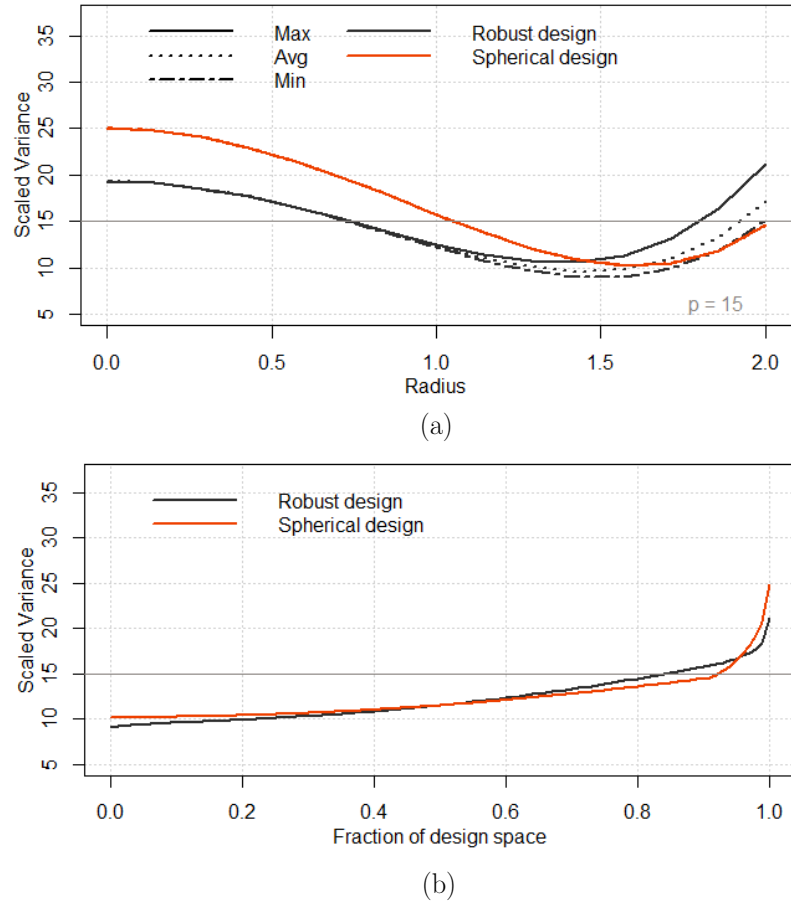 Max
Avg
Min
Robust design
Spherical design
35
30
25
20
15
10
5
Scaled Variance
p = 15
0.0 0.5 1.0 1.5 2.0
Radius
(a)
Robust design
Spherical design
35
30
25
20
15
10
5
Scaled Variance
0.0 0.2 0.4 0.6 0.8 1.0
Fraction of design space
(b)